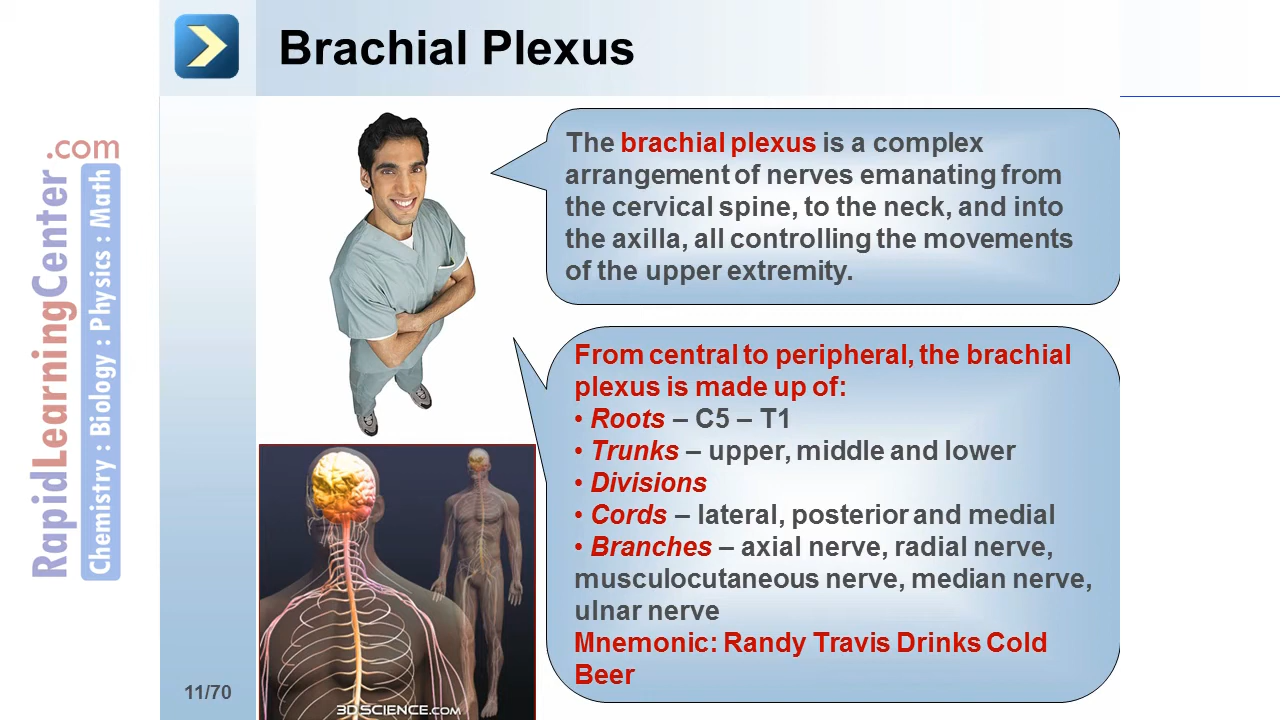 Brachial Plexus
RapidLearningCenter.com
Chemistry : Biology : Physics : Math
The brachial plexus is a complex
arrangement of nerves emanating from
the cervical spine, to the neck, and into
the axilla, all controlling the movements
of the upper extremity.
From central to peripheral, the brachial
plexus is made up of:
• Roots – C5 – T1
• Trunks – upper, middle and lower
• Divisions
• Cords – lateral, posterior and medial
• Branches – axial nerve, radial nerve,
musculocutaneous nerve, median nerve,
ulnar nerve
Mnemonic: Randy Travis Drinks Cold
Beer
3DSCIENCE.COM
11/70